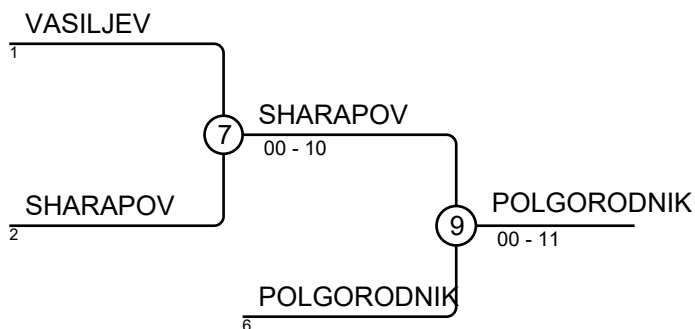 VASILJEV
1
7
SHARAPOV
00 - 10
SHARAPOV
2
9
POLGORODNIK
00 - 11
POLGORODNIK
6